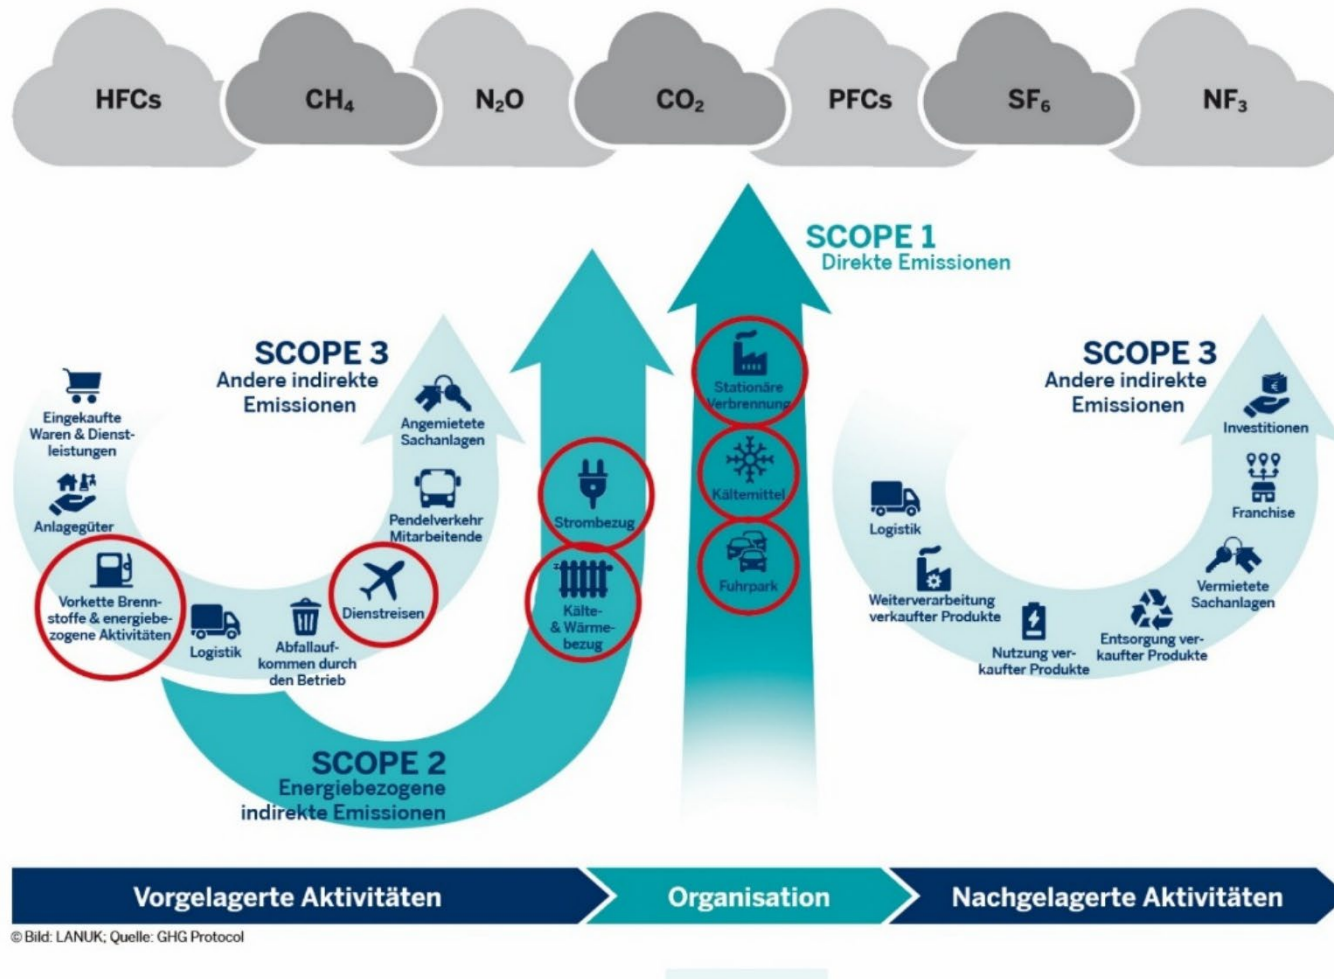 HFCs
CH₄
N₂O
CO₂
PFCs
SF₆
NF₃
SCOPE 1
Direkte Emissionen
SCOPE 3
Andere indirekte
Emissionen
Eingekaufte
Waren & Dienst-
leistungen
Anlagegüter
Vorkette Brenn-
stoffe & energiebe-
zogene Aktivitäten
Logistik
Abfallauf-
kommen durch
den Betrieb
Dienstreisen
Pendelverkehr
Mitarbeitende
Angemietete
Sachanlagen
SCOPE 2
Energiebezogene
indirekte Emissionen
Strombezug
Kälte-
& Wärme-
bezug
Stationäre
Verbrennung
Kältemittel
Fuhrpark
SCOPE 3
Andere indirekte
Emissionen
Logistik
Weiterverarbeitung
verkaufter Produkte
Nutzung ver-
kaufter Produkte
Entsorgung ver-
kaufter Produkte
Vermietete
Sachanlagen
Franchise
Investitionen
Vorgelagerte Aktivitäten
Organisation
Nachgelagerte Aktivitäten
© Bild: LANUK; Quelle: GHG Protocol